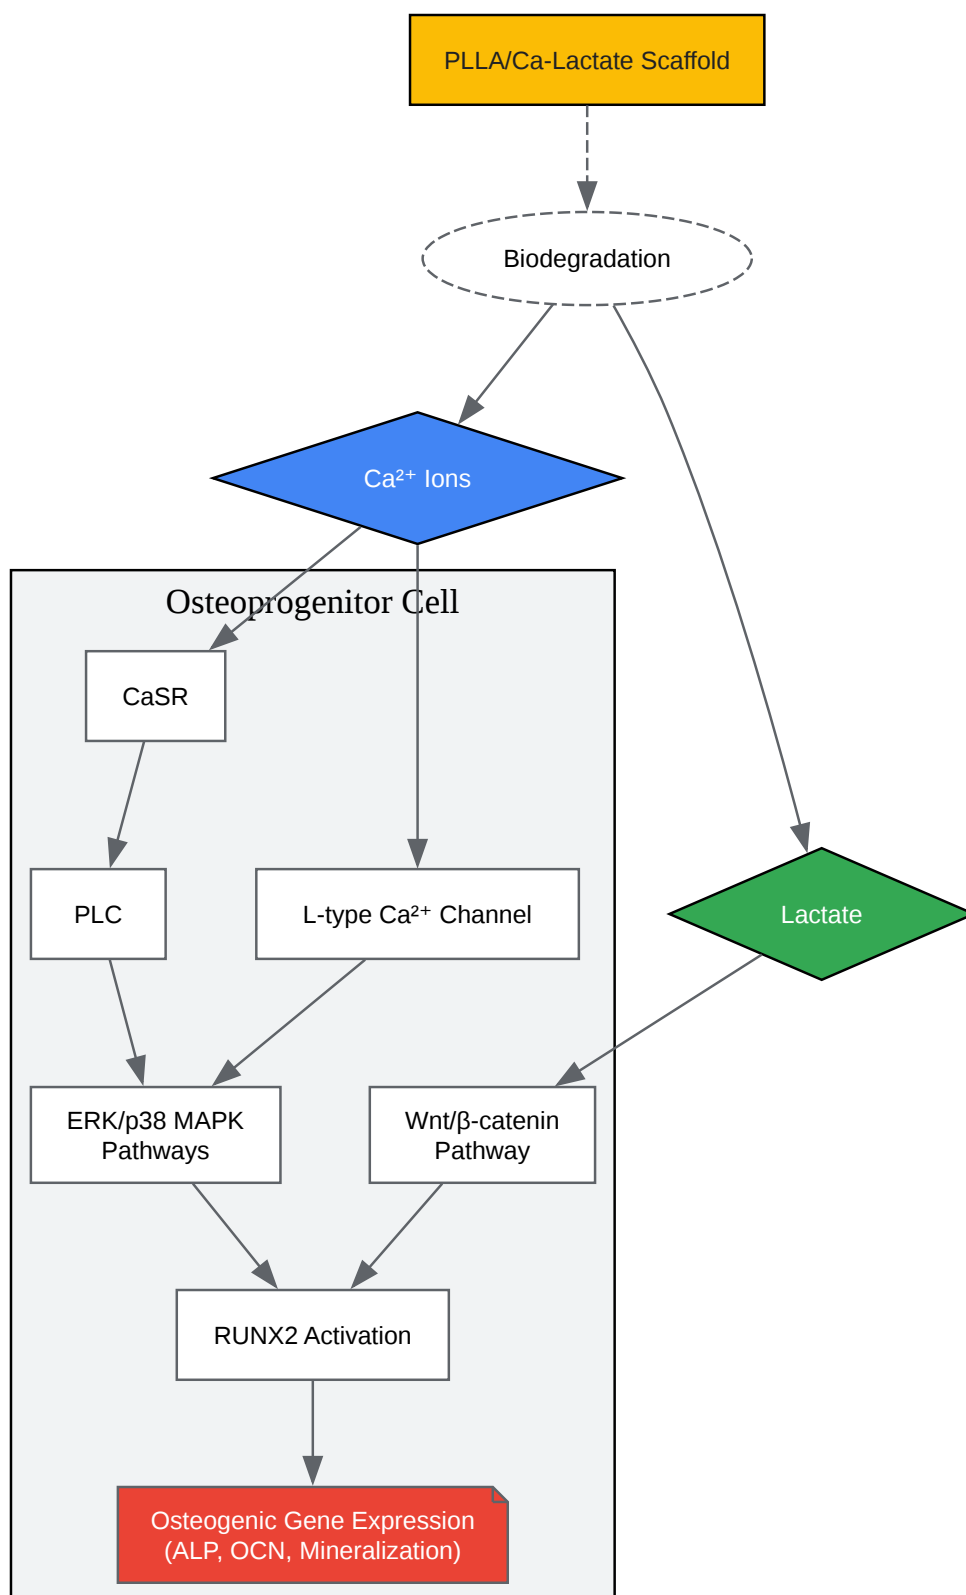 PLLA/Ca-Lactate Scaffold
Biodegradation
Ca²⁺ Ions
Osteoprogenitor Cell
CaSR
PLC
L-type Ca²⁺ Channel
Lactate
ERK/p38 MAPK
Pathways
Wnt/β-catenin
Pathway
RUNX2 Activation
Osteogenic Gene Expression
(ALP, OCN, Mineralization)